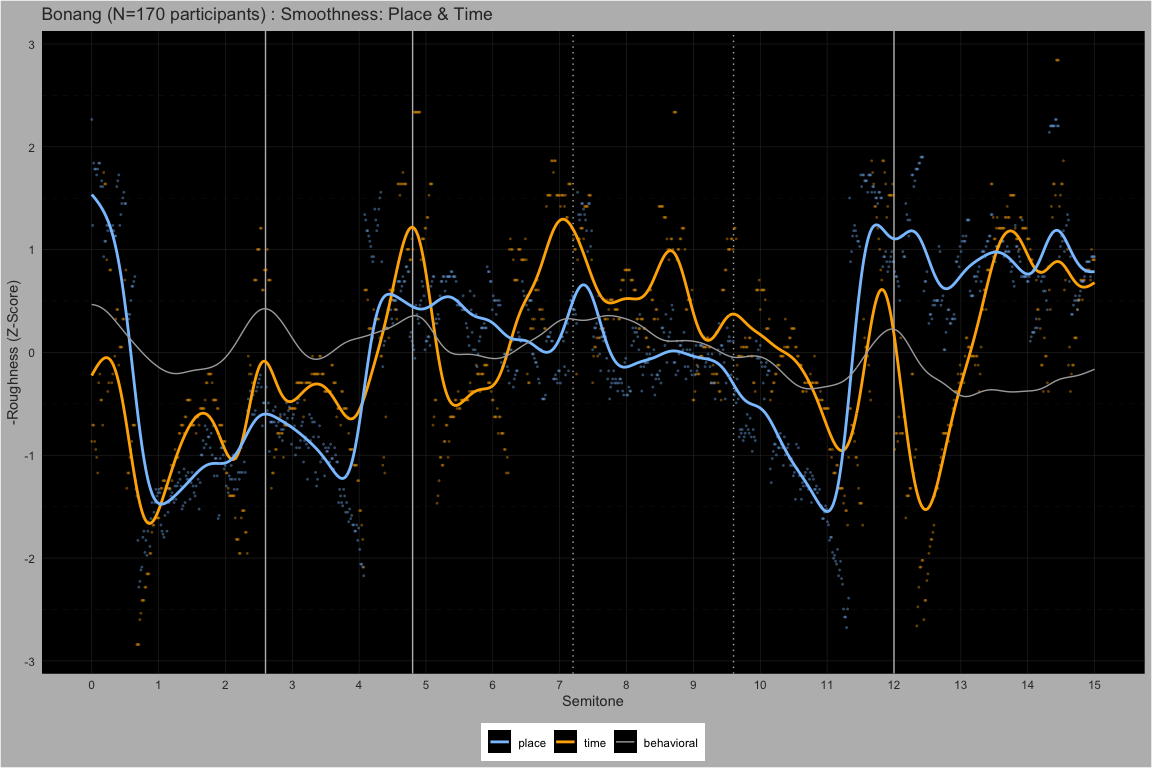 Bonang (N=170 participants) : Smoothness: Place & Time
3
2
1
0
-1
-2
-3
-Roughness (Z-Score)
0 1 2 3 4 5 6 7 8 9 10 11 12 13 14 15
Semitone
place time behavioral